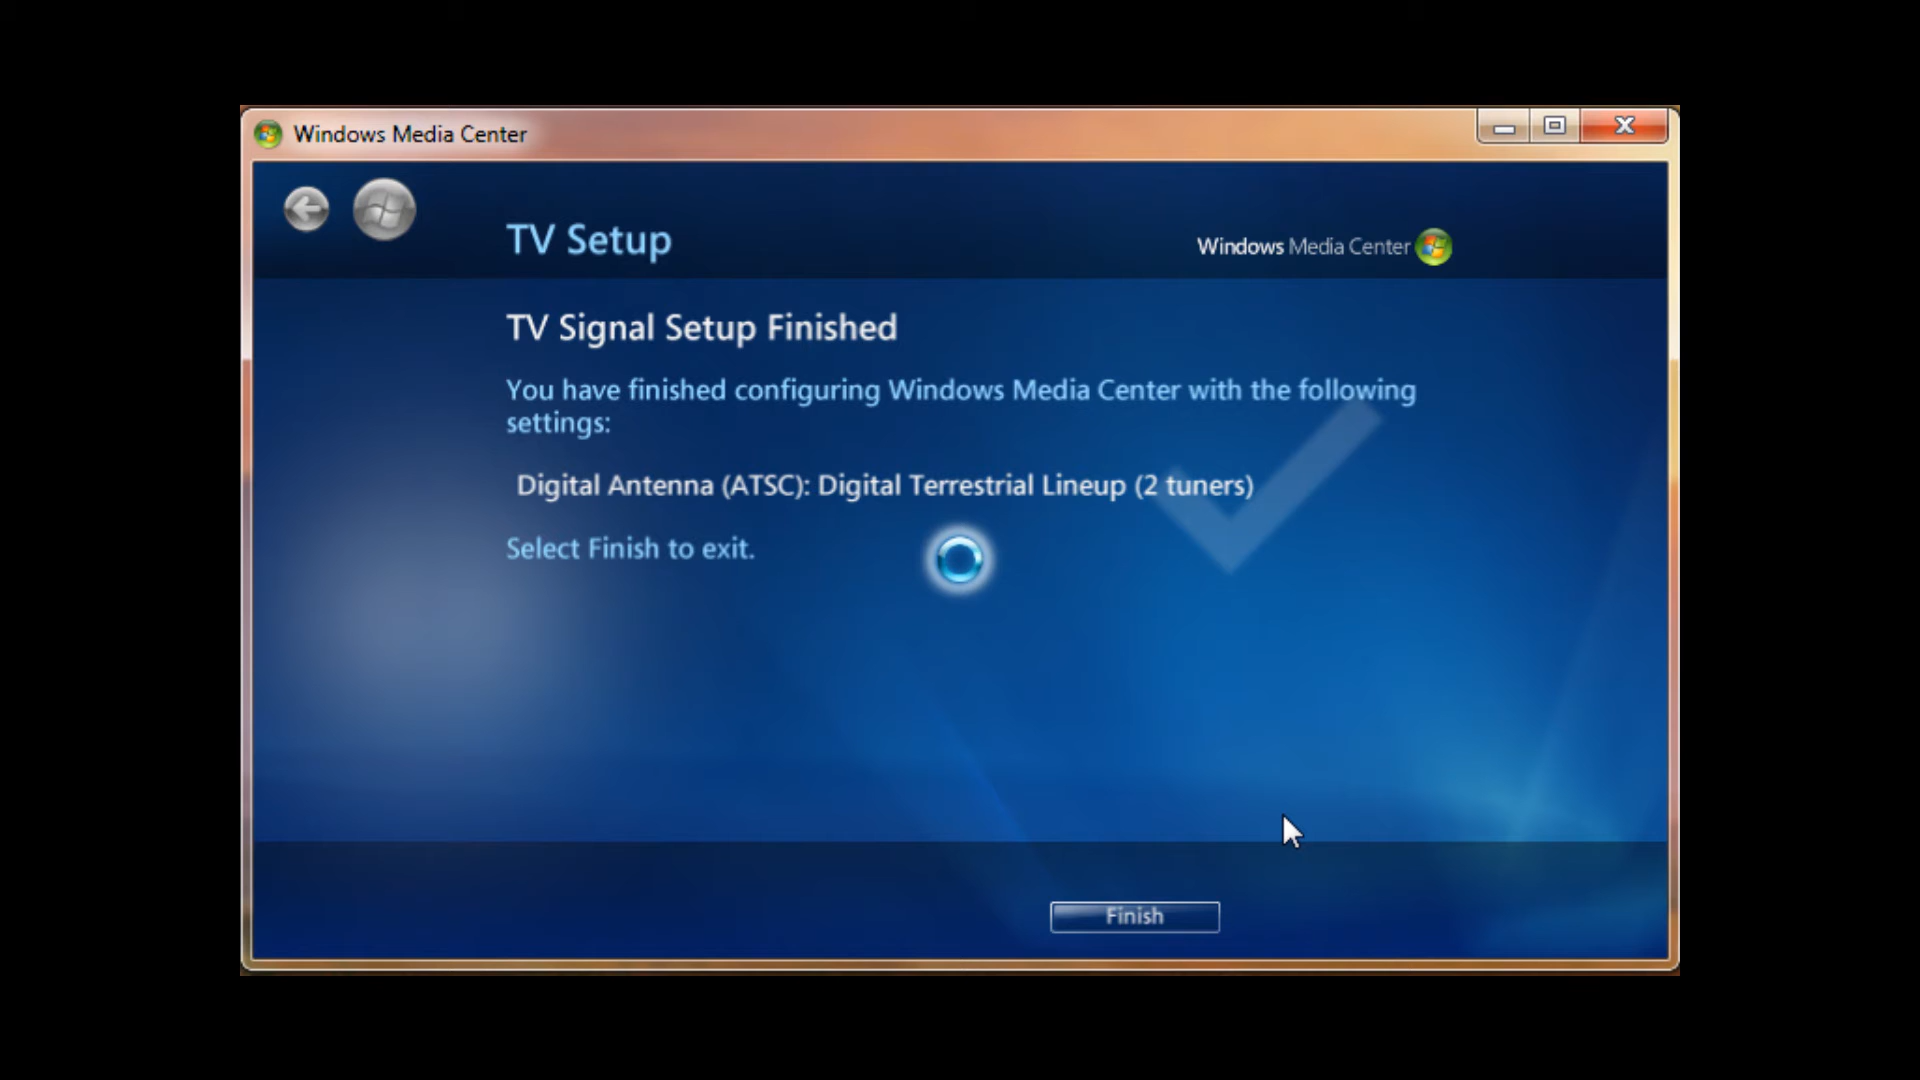 Windows Media Center
TV Setup
Windows Media Center
TV Signal Setup Finished
You have finished configuring Windows Media Center with the following
settings:
Digital Antenna (ATSC): Digital Terrestrial Lineup (2 tuners)
Select Finish to exit.
Finish